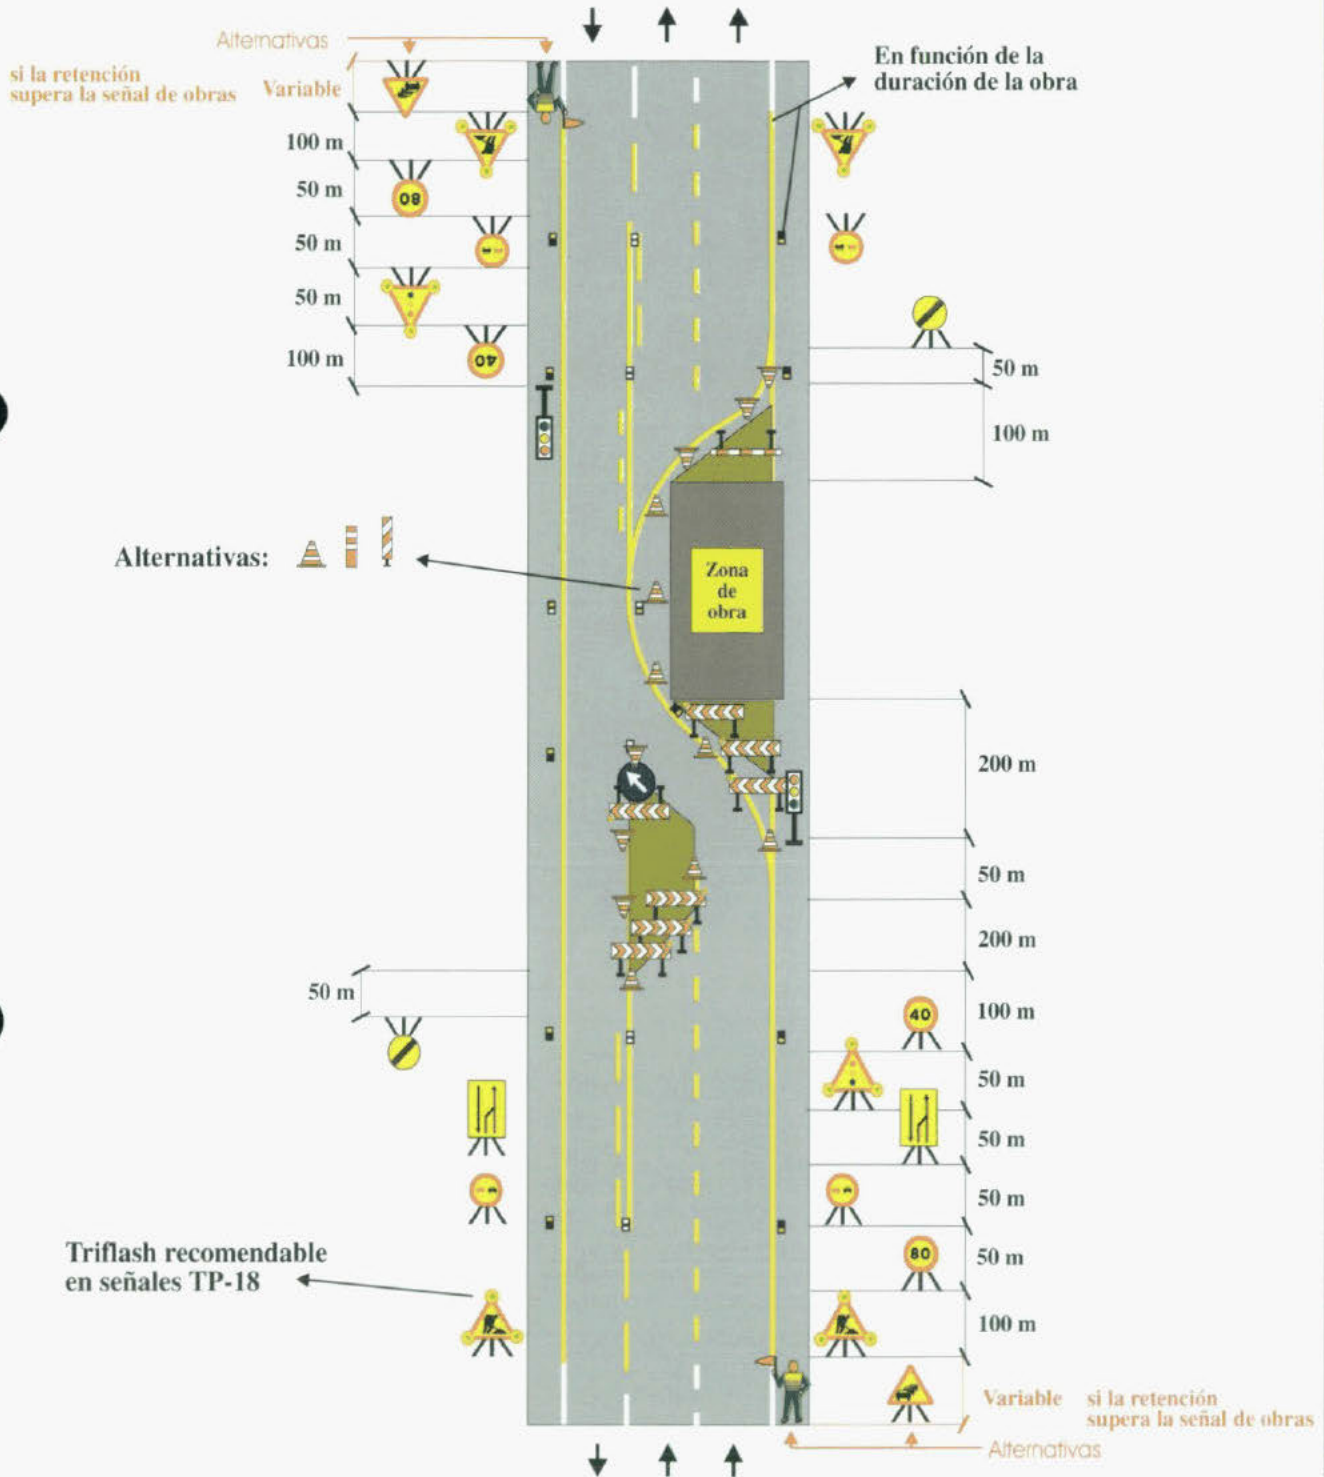 Alternativas
si la retención
supera la señal de obras
Variable
100 m
80
50 m
50 m
50 m
40
100 m
En función de la
duración de la obra
50 m
100 m
Alternativas:
Zona
de
obra
200 m
50 m
200 m
50 m
40
100 m
50 m
50 m
50 m
80
50 m
Triflash recomendable
en señales TP-18
100 m
Variable
si la retención
supera la señal de obras
Alternativas